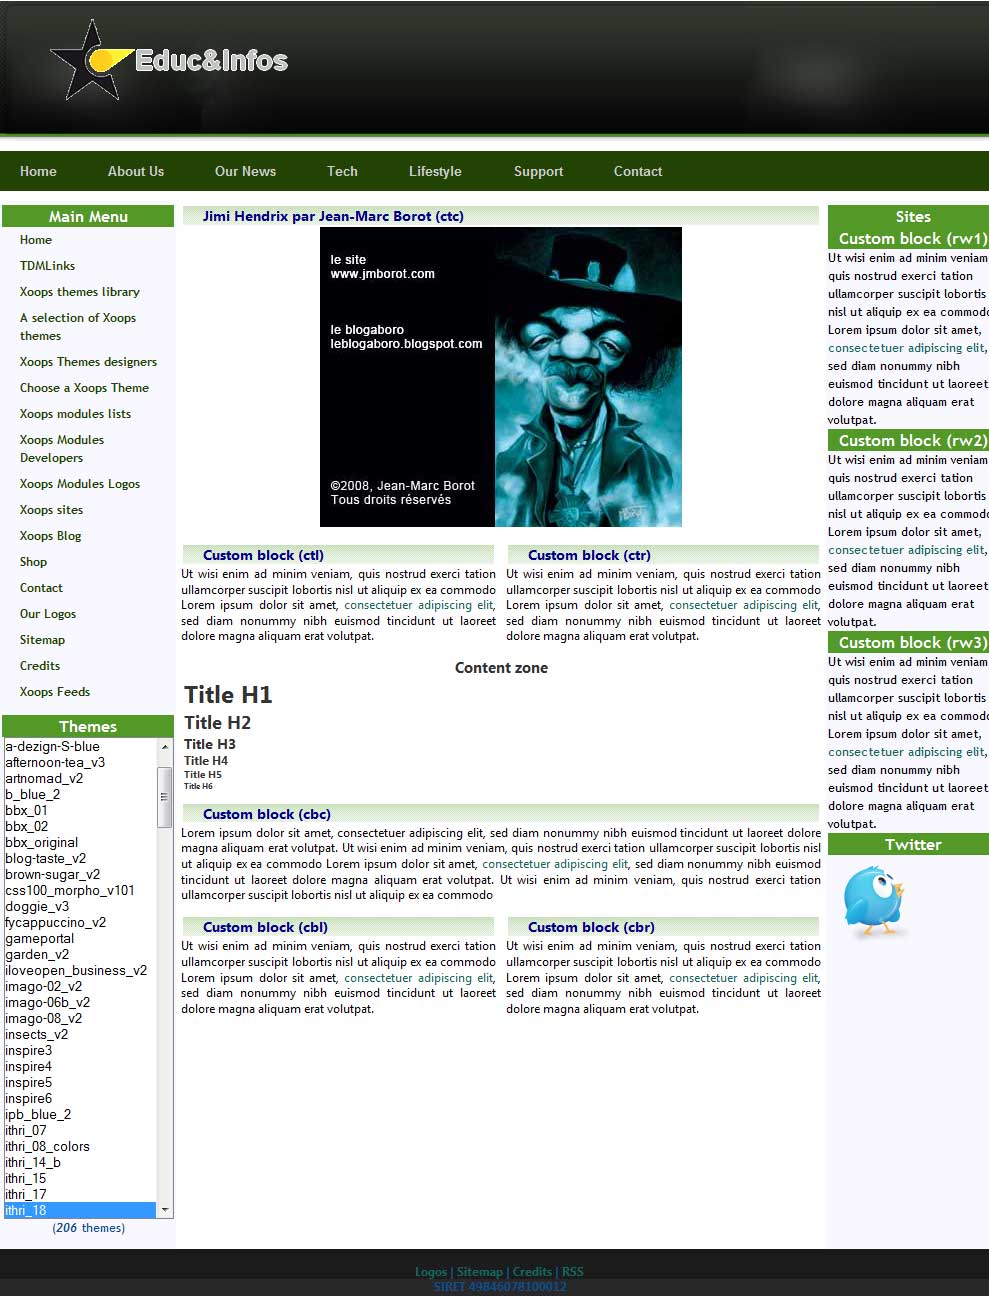 Educ&Infos
Home About Us Our News Tech Lifestyle Support Contact
Main Menu
Home
TDMLinks
Xoops themes library
A selection of Xoops
themes
Xoops Themes designers
Choose a Xoops Theme
Xoops modules lists
Xoops Modules
Developers
Xoops Modules Logos
Xoops sites
Xoops Blog
Shop
Contact
Our Logos
Sitemap
Credits
Xoops Feeds
Themes
a-dezign-S-blue
afternoon-tea_v3
artnomad_v2
b_blue_2
bbx_01
bbx_02
bbx_original
blog-taste_v2
brown-sugar_v2
css100_morpho_v101
doggie_v3
fycappuccino_v2
gameportal
garden_v2
iloveopen_business_v2
imago-02_v2
imago-06b_v2
imago-08_v2
insects_v2
inspire3
inspire4
inspire5
inspire6
ipb_blue_2
ithri_07
ithri_08_colors
ithri_14_b
ithri_15
ithri_17
ithri_18
(206 themes)
Jimi Hendrix par Jean-Marc Borot (ctc)
le site
www.jmborot.com
le blogaboro
leblogaboro.blogspot.com
©2008, Jean-Marc Borot
Tous droits réservés
Custom block (ctl)
Ut wisi enim ad minim veniam, quis nostrud exerci tation
ullamcorper suscipit lobortis nisl ut aliquip ex ea commodo
Lorem ipsum dolor sit amet, consectetuer adipiscing elit,
sed diam nonummy nibh euismod tincidunt ut laoreet
dolore magna aliquam erat volutpat.
Custom block (ctr)
Ut wisi enim ad minim veniam, quis nostrud exerci tation
ullamcorper suscipit lobortis nisl ut aliquip ex ea commodo
Lorem ipsum dolor sit amet, consectetuer adipiscing elit,
sed diam nonummy nibh euismod tincidunt ut laoreet
dolore magna aliquam erat volutpat.
Content zone
Title H1
Title H2
Title H3
Title H4
Title H5
Title H6
Custom block (cbc)
Lorem ipsum dolor sit amet, consectetuer adipiscing elit, sed diam nonummy nibh euismod tincidunt ut laoreet dolore
magna aliquam erat volutpat. Ut wisi enim ad minim veniam, quis nostrud exerci tation ullamcorper suscipit lobortis nisl
ut aliquip ex ea commodo Lorem ipsum dolor sit amet, consectetuer adipiscing elit, sed diam nonummy nibh euismod
tincidunt ut laoreet dolore magna aliquam erat volutpat. Ut wisi enim ad minim veniam, quis nostrud exerci tation
ullamcorper suscipit lobortis nisl ut aliquip ex ea commodo
Custom block (cbl)
Ut wisi enim ad minim veniam, quis nostrud exerci tation
ullamcorper suscipit lobortis nisl ut aliquip ex ea commodo
Lorem ipsum dolor sit amet, consectetuer adipiscing elit,
sed diam nonummy nibh euismod tincidunt ut laoreet
dolore magna aliquam erat volutpat.
Custom block (cbr)
Ut wisi enim ad minim veniam, quis nostrud exerci tation
ullamcorper suscipit lobortis nisl ut aliquip ex ea commodo
Lorem ipsum dolor sit amet, consectetuer adipiscing elit,
sed diam nonummy nibh euismod tincidunt ut laoreet
dolore magna aliquam erat volutpat.
Sites
Custom block (rw1)
Ut wisi enim ad minim veniam
quis nostrud exerci tation
ullamcorper suscipit lobortis
nisl ut aliquip ex ea commodo
Lorem ipsum dolor sit amet,
consectetuer adipiscing elit,
sed diam nonummy nibh
euismod tincidunt ut laoreet
dolore magna aliquam erat
volutpat.
Custom block (rw2)
Ut wisi enim ad minim veniam
quis nostrud exerci tation
ullamcorper suscipit lobortis
nisl ut aliquip ex ea commodo
Lorem ipsum dolor sit amet,
consectetuer adipiscing elit,
sed diam nonummy nibh
euismod tincidunt ut laoreet
dolore magna aliquam erat
volutpat.
Custom block (rw3)
Ut wisi enim ad minim veniam
quis nostrud exerci tation
ullamcorper suscipit lobortis
nisl ut aliquip ex ea commodo
Lorem ipsum dolor sit amet,
consectetuer adipiscing elit,
sed diam nonummy nibh
euismod tincidunt ut laoreet
dolore magna aliquam erat
volutpat.
Twitter
Logos | Sitemap | Credits | RSS
SIRET 49846078100012